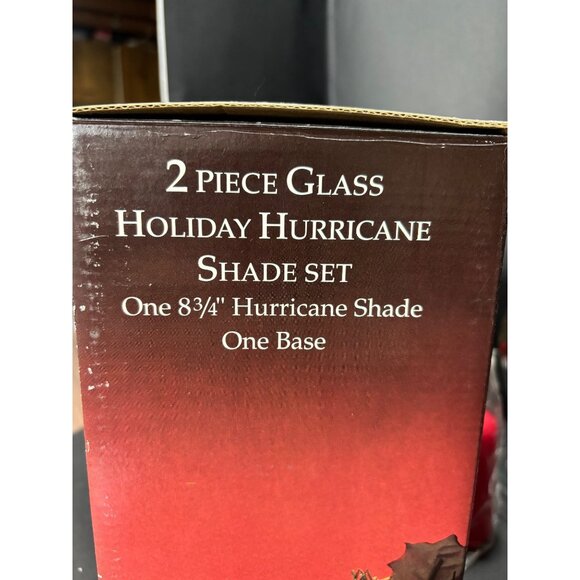 2 PIECE GLASS
HOLIDAY HURRICANE
SHADE SET
One 8¾" Hurricane Shade
One Base